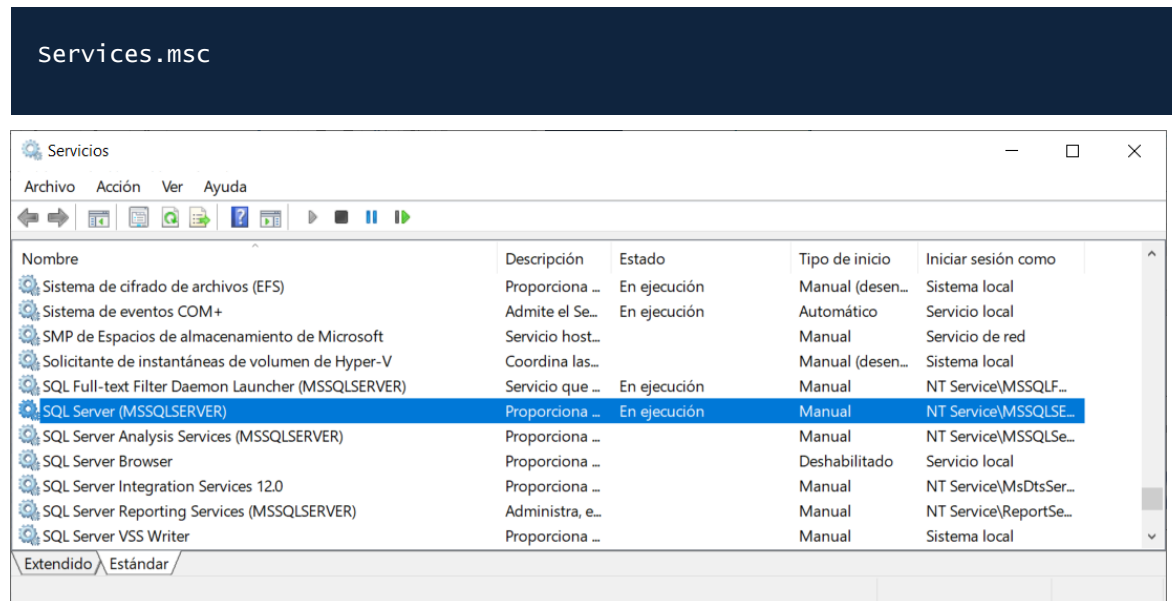 Services.msc
Servicios
Archivo Acción Ver Ayuda
Nombre Descripción Estado Tipo de inicio Iniciar sesión como
Sistema de cifrado de archivos (EFS) Proporciona ... En ejecución Manual (desen... Sistema local
Sistema de eventos COM+ Admite el Se... En ejecución Automático Servicio local
SMP de Espacios de almacenamiento de Microsoft Servicio host... Manual Servicio de red
Solicitante de instantáneas de volumen de Hyper-V Coordina las... Manual (desen... Sistema local
SQL Full-text Filter Daemon Launcher (MSSQLSERVER) Servicio que ... En ejecución Manual NT Service\MSSQLF...
SQL Server (MSSQLSERVER) Proporciona ... En ejecución Manual NT Service\MSSQLSE...
SQL Server Analysis Services (MSSQLSERVER) Proporciona ... Manual NT Service\MSSQLSe...
SQL Server Browser Proporciona ... Deshabilitado Servicio local
SQL Server Integration Services 12.0 Proporciona ... Manual NT Service\MsDtsSer...
SQL Server Reporting Services (MSSQLSERVER) Administra, e... Manual NT Service\ReportSe...
SQL Server VSS Writer Proporciona ... Manual Sistema local
Extendido Estándar